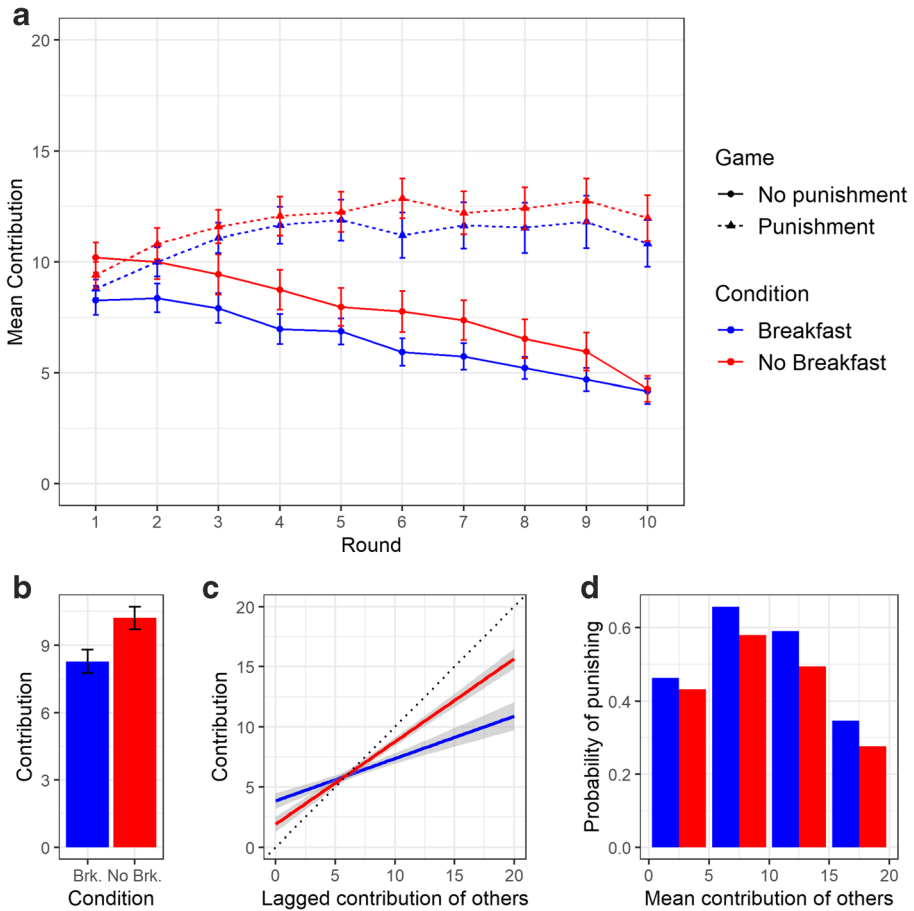 a
20
15
10
5
0
Mean Contribution
1 2 3 4 5 6 7 8 9 10
Round
Game
No punishment
Punishment
Condition
Breakfast
No Breakfast
b
9
6
3
0
Contribution
Brk. No Brk.
Condition
c
20
15
10
5
0
Contribution
0 5 10 15 20
Lagged contribution of others
d
0.6
0.4
0.2
0.0
Probability of punishing
0 5 10 15 20
Mean contribution of others